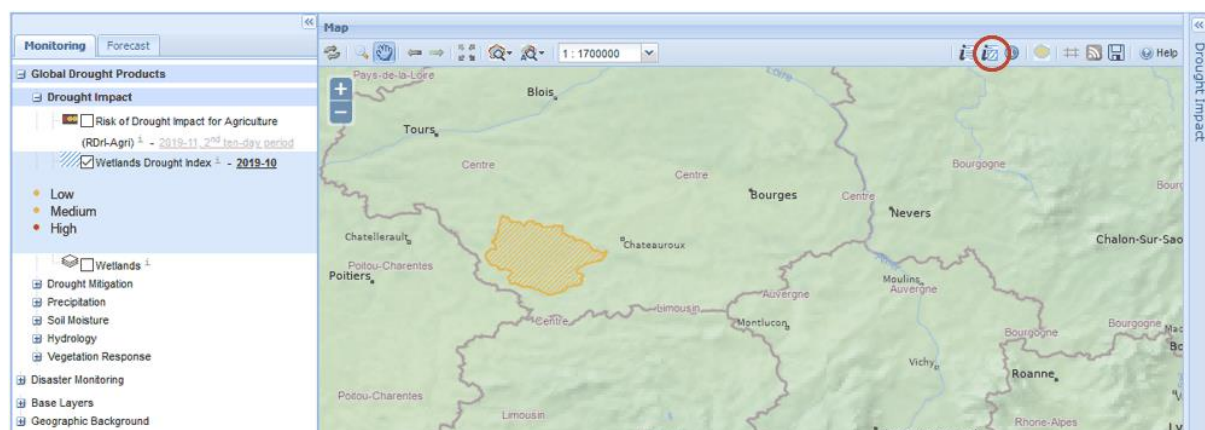 Monitoring
Forecast
Global Drought Products
Drought Impact
Risk of Drought Impact for Agriculture
(RDrI-Agri) i - 2019-11, 2nd ten-day period
Wetlands Drought Index i - 2019-10
Low
Medium
High
Wetlands i
Drought Mitigation
Precipitation
Soil Moisture
Hydrology
Vegetation Response
Disaster Monitoring
Base Layers
Geographic Background
Map
1 : 1700000
Help
Pays-de-la-Loire
Loire
Blois
Tours
Centre
Centre
Bourgogne
Bourges
Centre
Nevers
Chatellerault
Chateauroux
Chalon-Sur-Sao
Poitou-Charentes
Poitiers
Moulins
Auvergne
Auvergne
Limousin
Centre
Montlucon
Bourgogne
Bourgogne
Vichy
Roanne
Poitou-Charentes
Limousin
Rhone-Alpes
Drought Impact